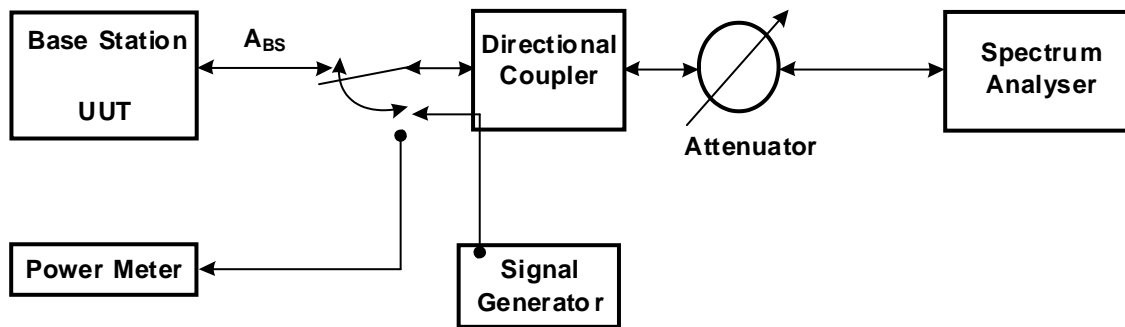 Base Station
UUT
A_BS
Directional
Coupler
Attenuator
Spectrum
Analyser
Power Meter
Signal
Generator